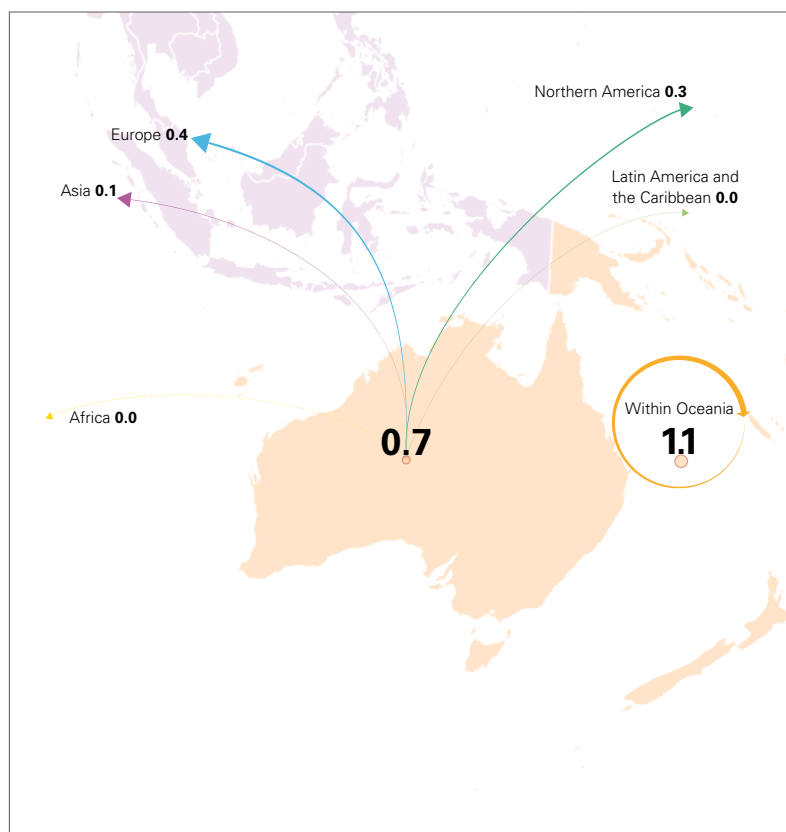 Northern America 0.3
Europe 0.4
Latin America and
the Caribbean 0.0
Asia 0.1
Africa 0.0
Within Oceania
0.7
1.1